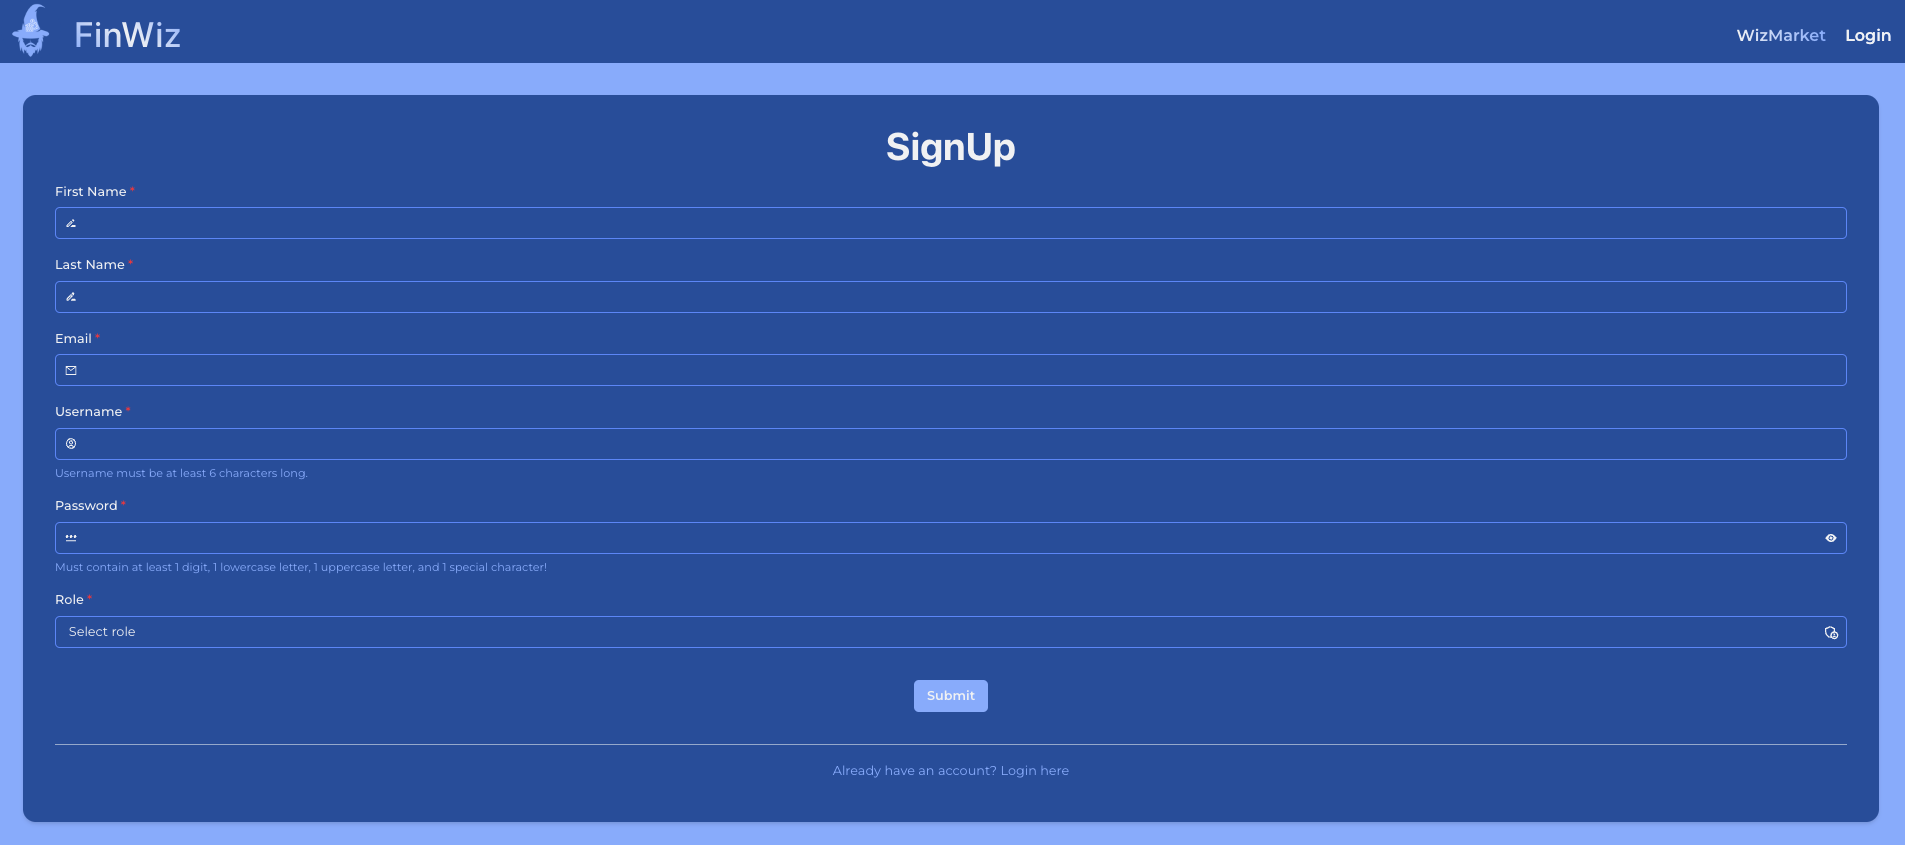 FinWiz
WizMarket Login
SignUp
First Name *
Last Name *
Email *
Username *
Username must be at least 6 characters long.
Password *
Must contain at least 1 digit, 1 lowercase letter, 1 uppercase letter, and 1 special character!
Role *
Select role
Submit
Already have an account? Login here